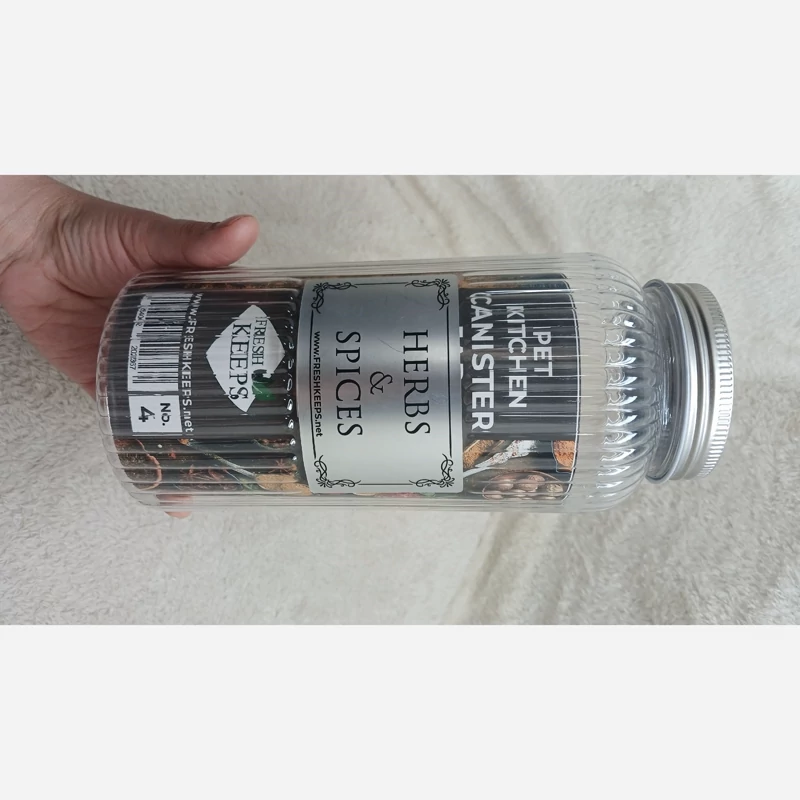 PET
KITCHEN
CANISTER
HERBS
&
SPICES
www.FRESHKEEPS.net
FRESH
KEEPS
www.FRESHKEEPS.net
No.
4